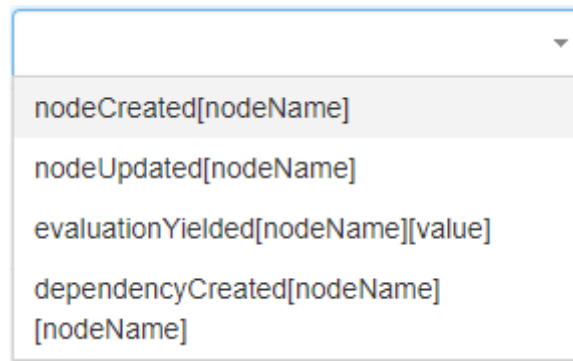 nodeCreated[nodeName]
nodeUpdated[nodeName]
evaluationYielded[nodeName][value]
dependencyCreated[nodeName]
[nodeName]